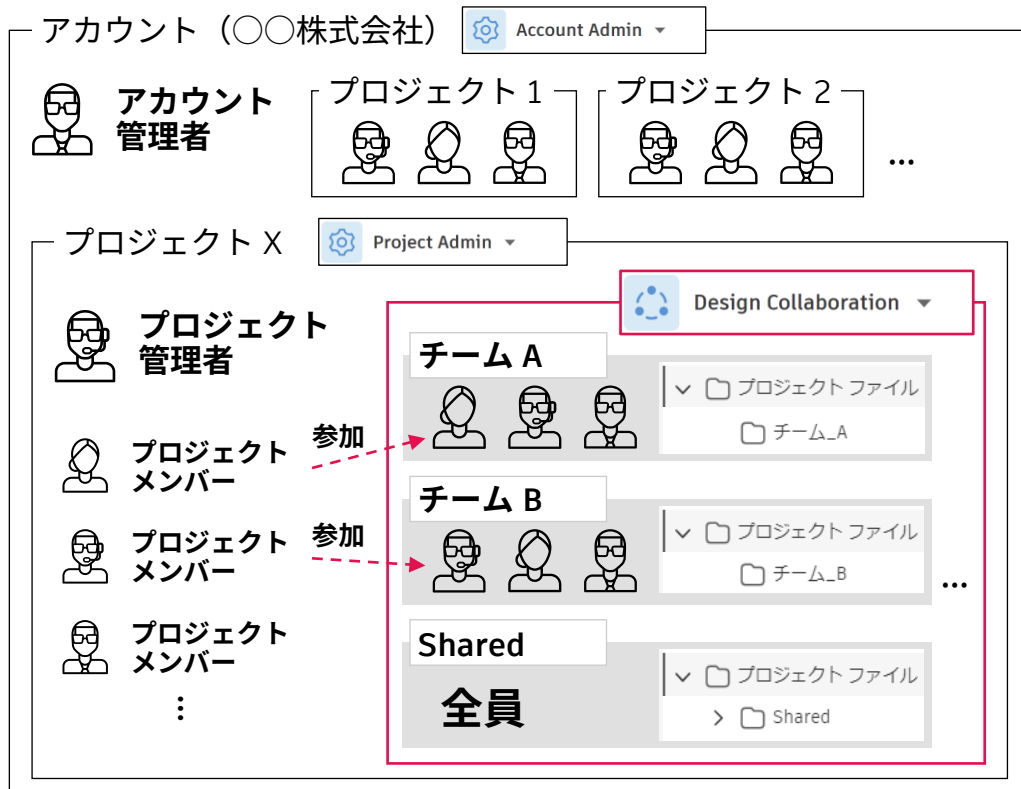 アカウント（○○株式会社）
Account Admin
アカウント
管理者
プロジェクト 1
プロジェクト 2
...
プロジェクト X
Project Admin
プロジェクト
管理者
Design Collaboration
チーム A
プロジェクト ファイル
チーム_A
プロジェクト
メンバー
参加
チーム B
プロジェクト ファイル
チーム_B
...
プロジェクト
メンバー
参加
プロジェクト
メンバー
⋮
Shared
全員
プロジェクト ファイル
Shared